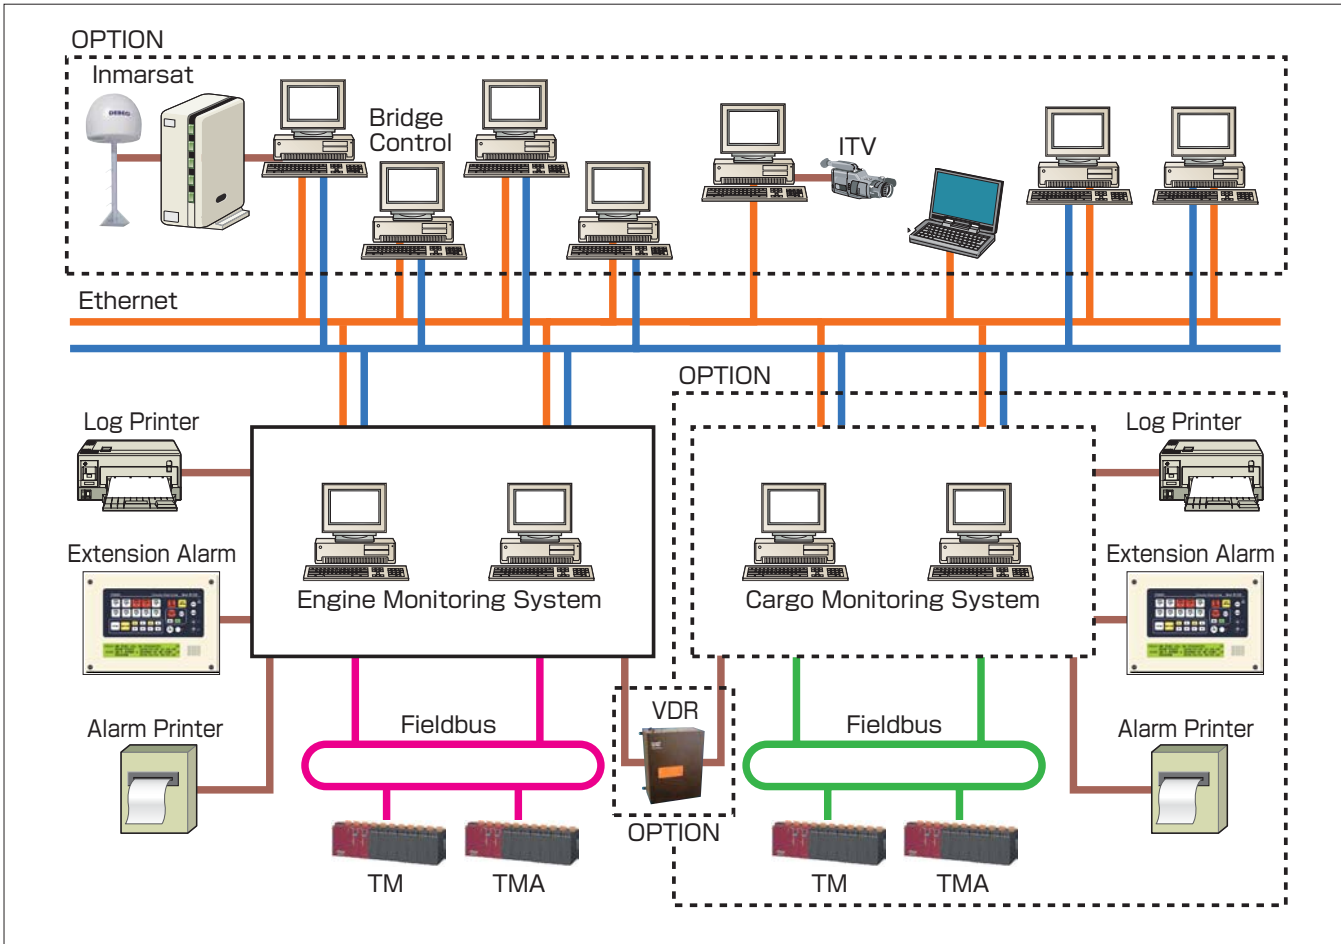 OPTION
Inmarsat
Bridge
Control
ITV
Ethernet
OPTION
Log Printer
Log Printer
Extension Alarm
Extension Alarm
Engine Monitoring System
Cargo Monitoring System
Alarm Printer
Fieldbus
VDR
Fieldbus
Alarm Printer
OPTION
TM
TMA
TM
TMA